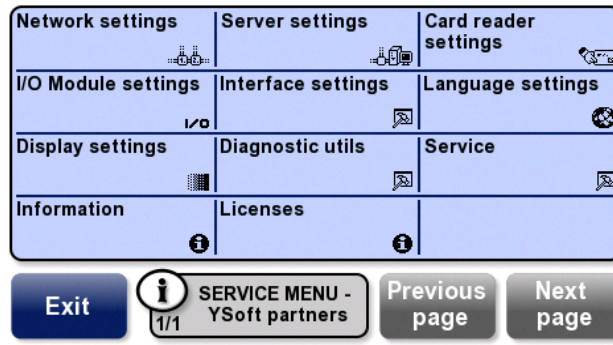 Network settings
Server settings
Card reader
settings
I/O Module settings
I/O
Interface settings
Language settings
Display settings
Diagnostic utils
Service
Information
Licenses
Exit
1/1
SERVICE MENU -
YSoft partners
Previous
page
Next
page